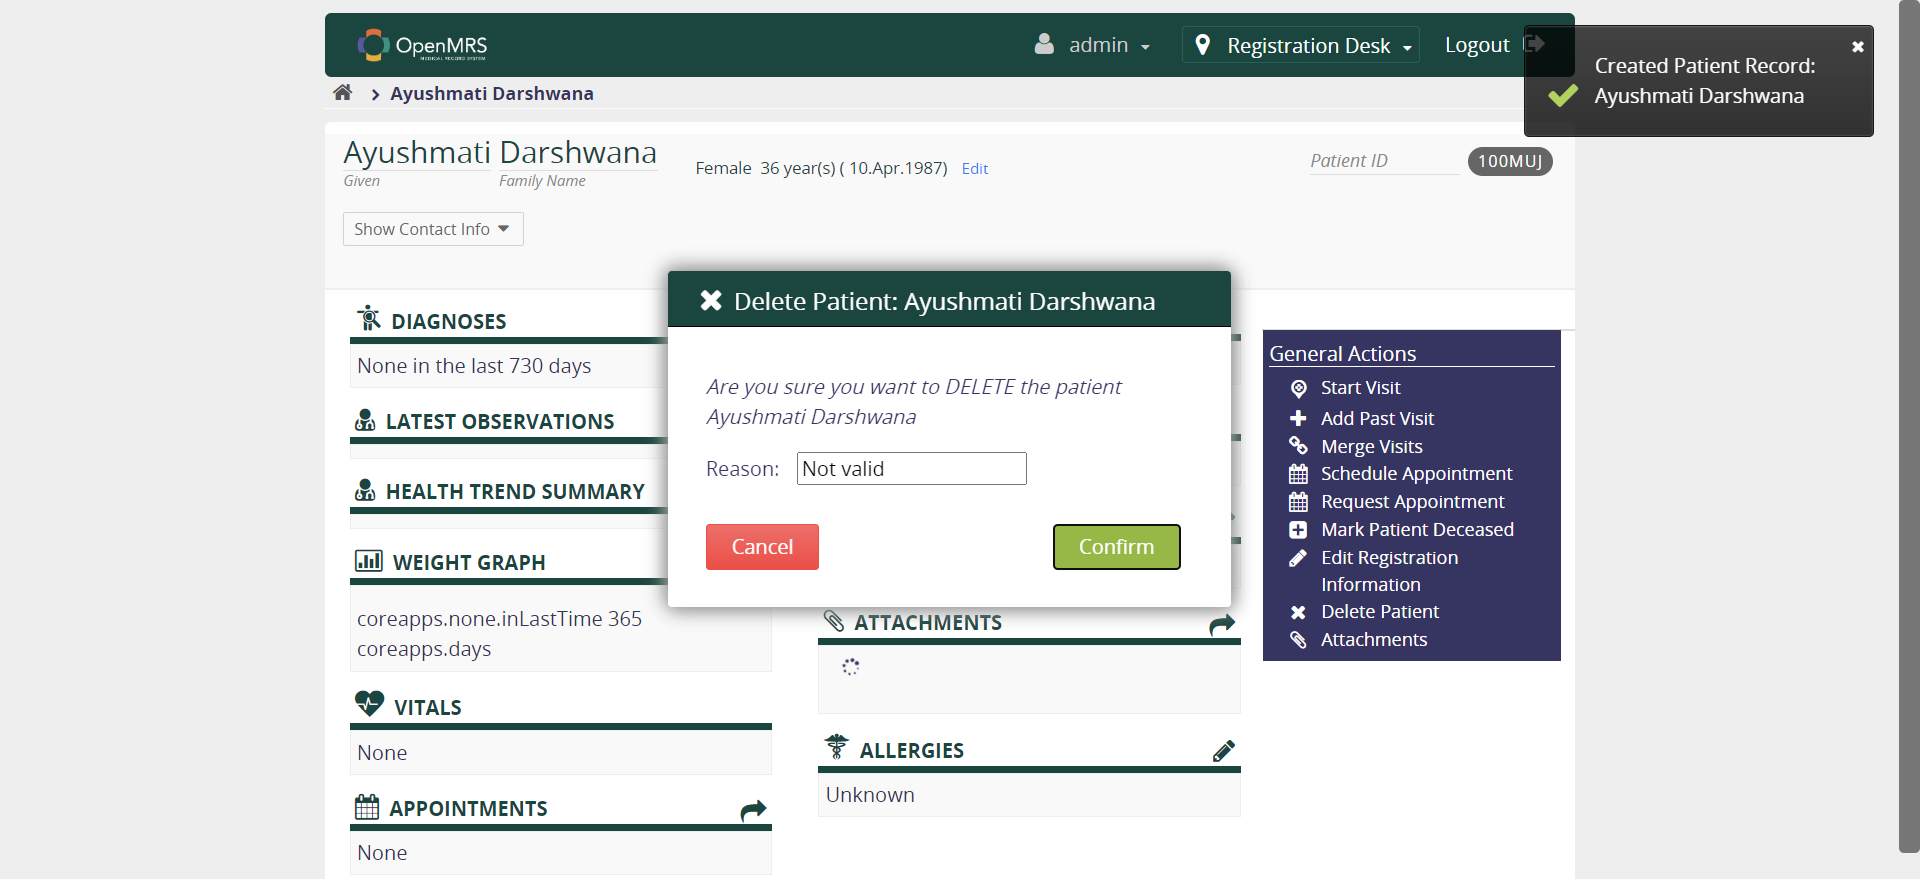 OpenMRS
MEDICAL RECORD SYSTEM
admin
Registration Desk
Logout
Created Patient Record:
Ayushmati Darshwana
Ayushmati Darshwana
Ayushmati Darshwana
Given
Family Name
Female 36 year(s) ( 10.Apr.1987) Edit
Patient ID
100MUJ
Show Contact Info
Delete Patient: Ayushmati Darshwana
Are you sure you want to DELETE the patient
Ayushmati Darshwana
Reason: Not valid
Cancel
Confirm
DIAGNOSES
None in the last 730 days
LATEST OBSERVATIONS
HEALTH TREND SUMMARY
WEIGHT GRAPH
coreapps.none.inLastTime 365
coreapps.days
VITALS
None
APPOINTMENTS
None
ATTACHMENTS
ALLERGIES
Unknown
General Actions
Start Visit
Add Past Visit
Merge Visits
Schedule Appointment
Request Appointment
Mark Patient Deceased
Edit Registration
Information
Delete Patient
Attachments